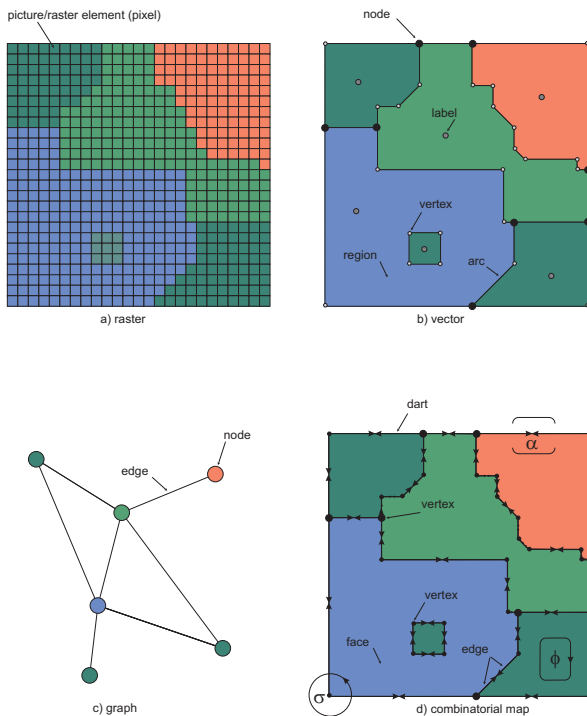 picture/raster element (pixel)
a) raster
node
label
vertex
region
arc
b) vector
node
edge
c) graph
dart
α
vertex
vertex
face
edge
ϕ
σ
d) combinatorial map